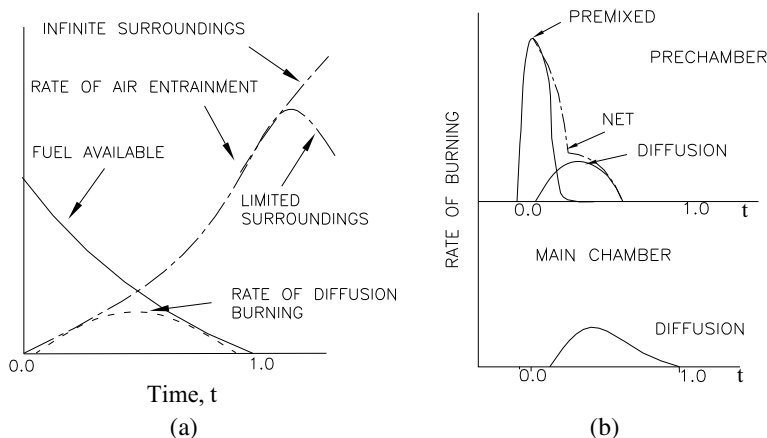 INFINITE SURROUNDINGS
RATE OF AIR ENTRAINMENT
FUEL AVAILABLE
LIMITED
SURROUNDINGS
RATE OF DIFFUSION
BURNING
0.0
1.0
Time, t
(a)
PREMIXED
PRECHAMBER
NET
DIFFUSION
RATE OF BURNING
0.0
1.0
t
MAIN CHAMBER
DIFFUSION
0.0
1.0
t
(b)